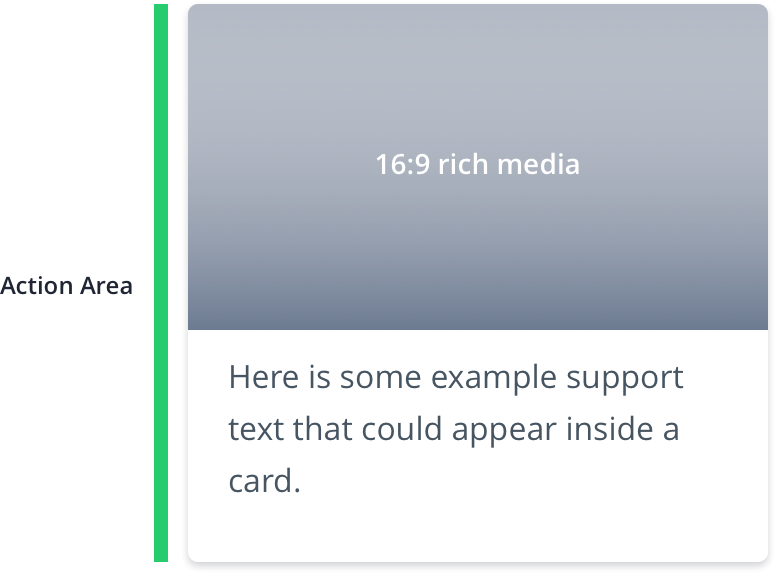 16:9 rich media
Action Area
Here is some example support
text that could appear inside a
card.